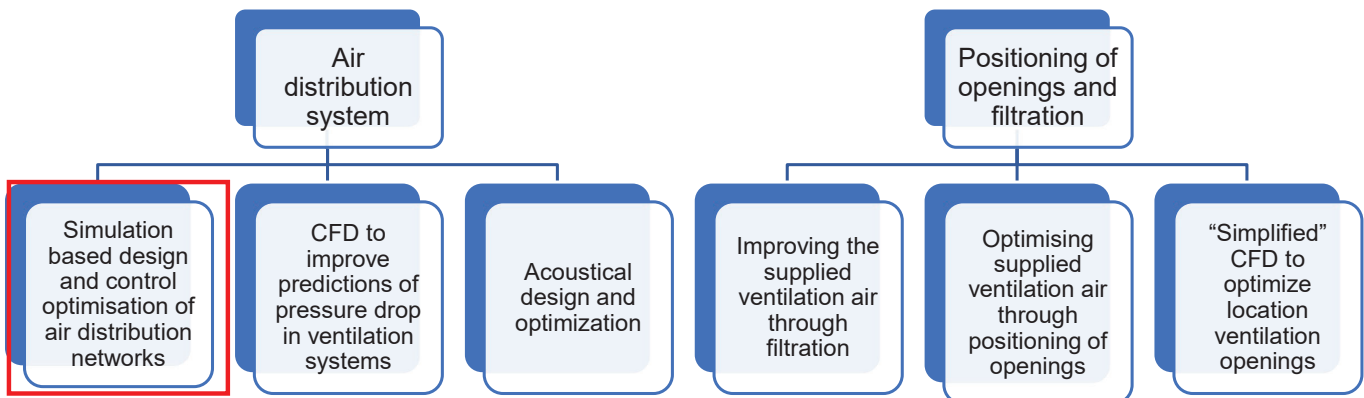 Air
distribution
system
Positioning of
openings and
filtration
Simulation
based design
and control
optimisation of
air distribution
networks
CFD to
improve
predictions of
pressure drop
in ventilation
systems
Acoustical
design and
optimization
Improving the
supplied
ventilation air
through
filtration
Optimising
supplied
ventilation air
through
positioning of
openings
“Simplified”
CFD to
optimize
location
ventilation
openings